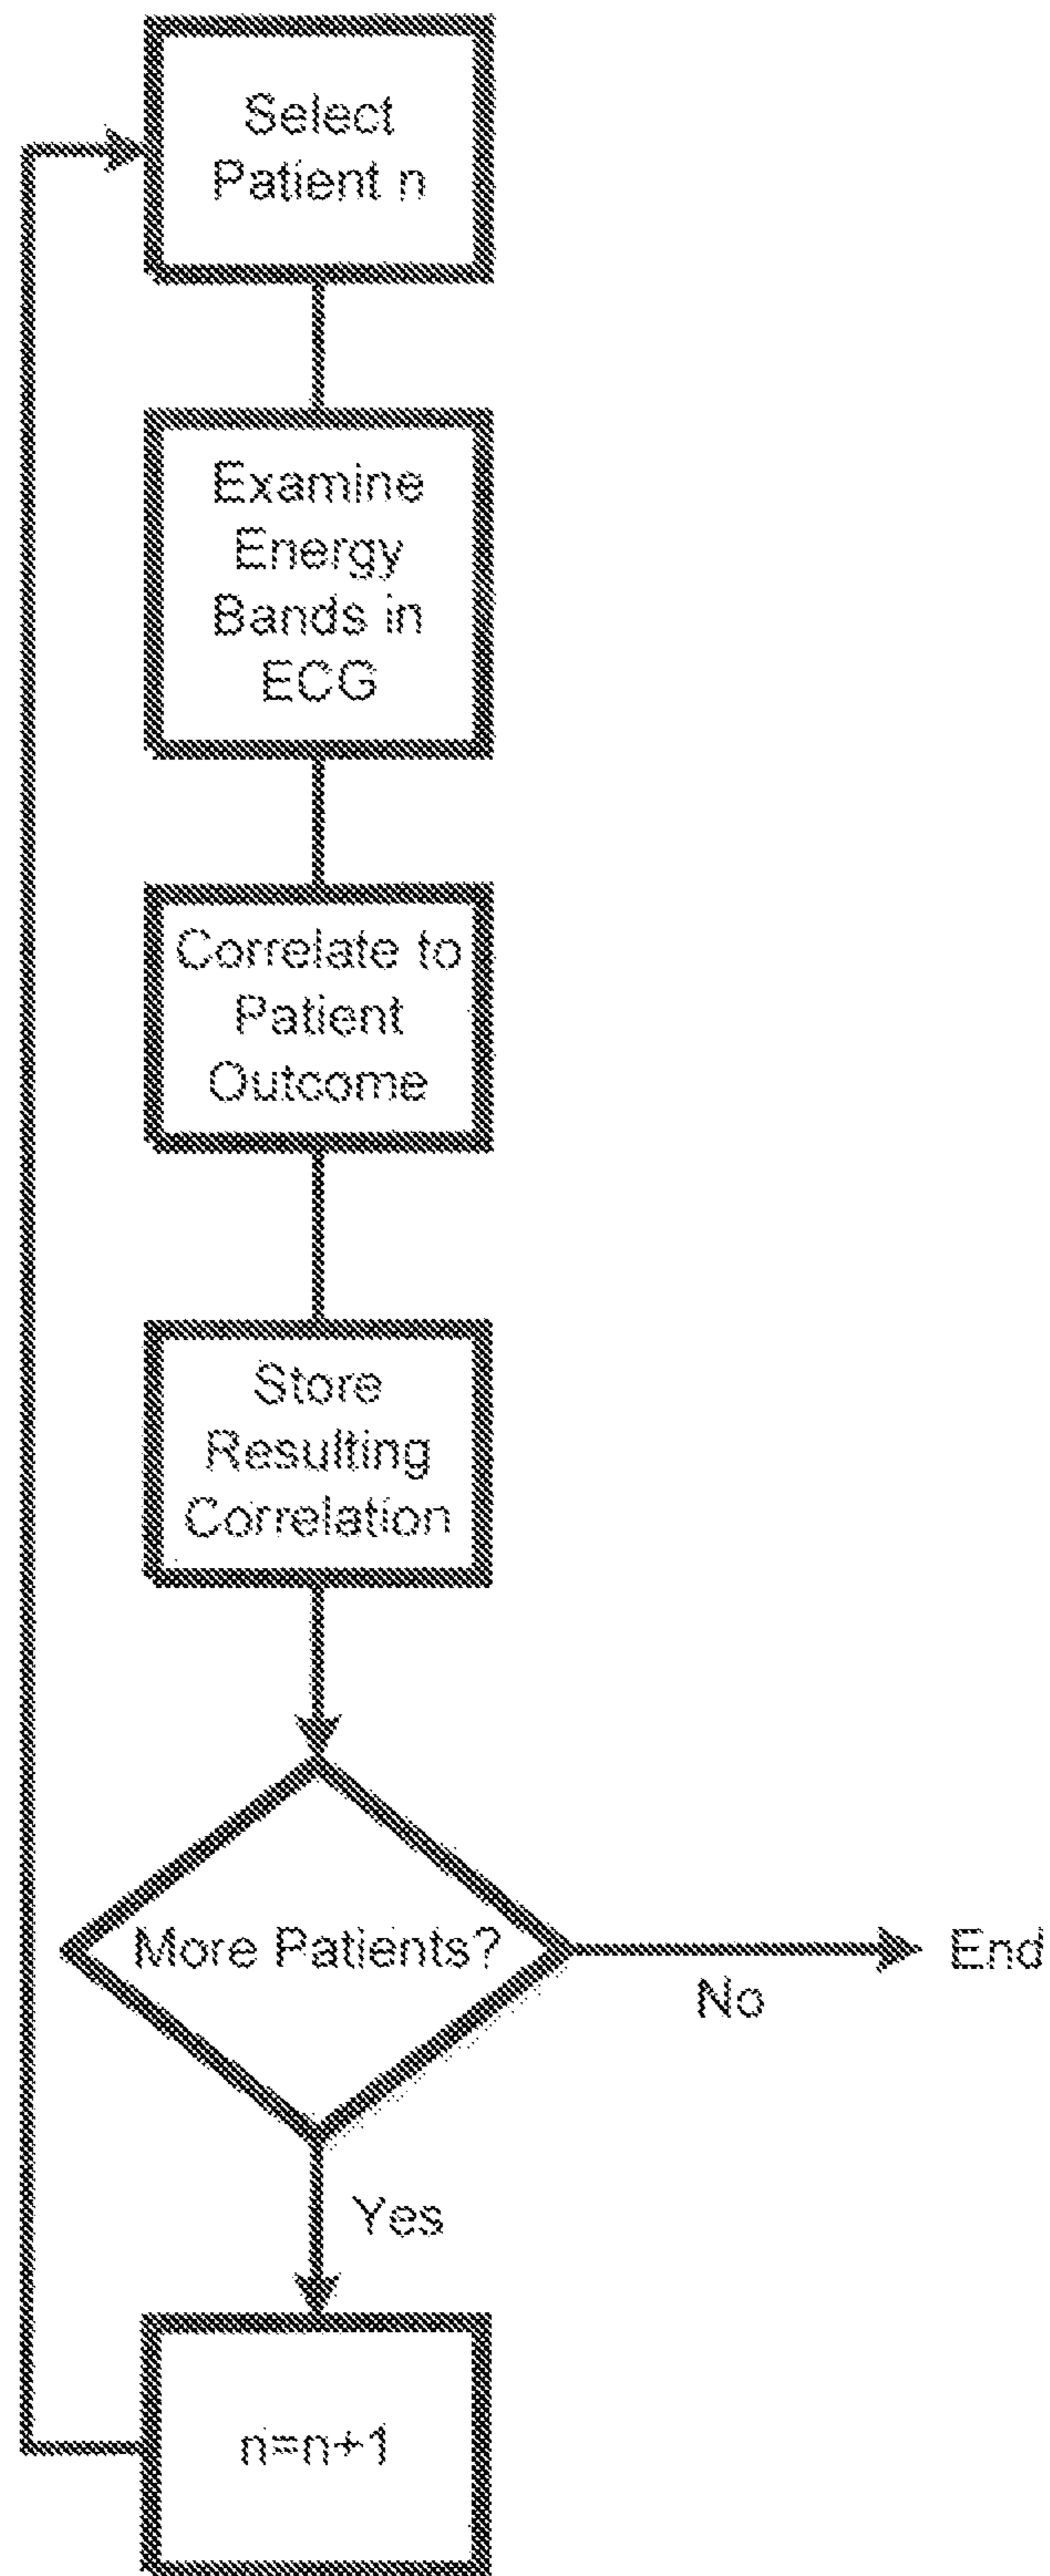 Select
Patient n
Examine
Energy
Bands in
ECG
Correlate to
Patient
Outcome
Store
Resulting
Correlation
More Patients?
No
End
Yes
n=n+1